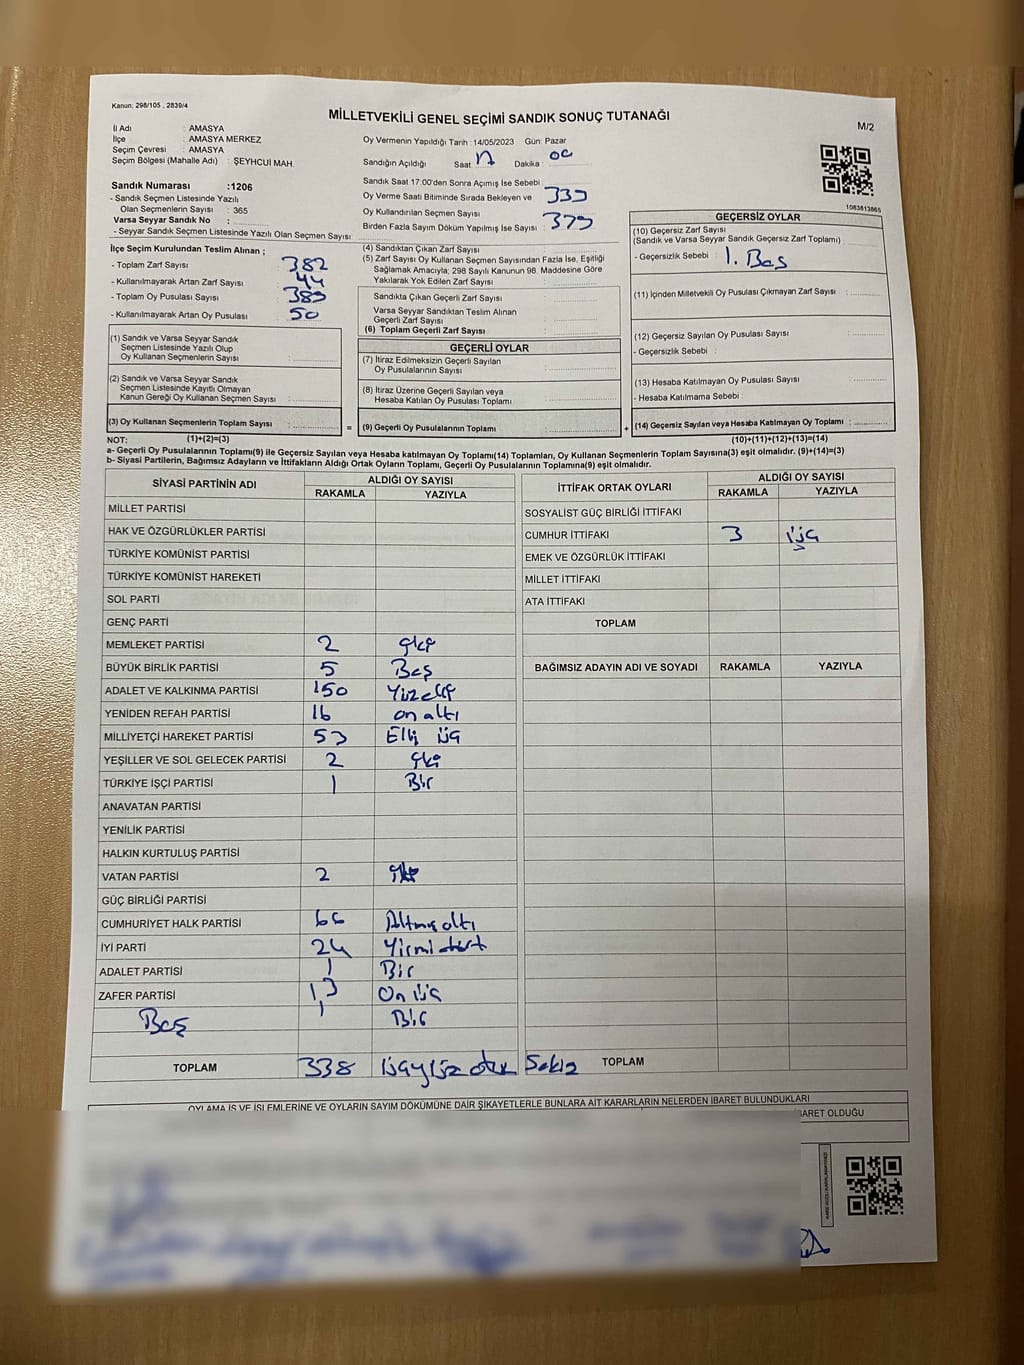 Kanun, 298/105 , 2839/4
MİLLETVEKİLİ GENEL SEÇİMİ SANDIK SONUÇ TUTANAĞI
M/2
İl Adı : AMASYA
İlçe : AMASYA MERKEZ
Seçim Çevresi : AMASYA
Seçim Bölgesi (Mahalle Adı) : ŞEYHCUİ MAH.
Oy Vermenin Yapıldığı Tarih : 14/05/2023 Gün: Pazar
Sandığın Açıldığı Saat Dakika : 00
Sandık Saat 17:00'den Sonra Açımış İse Sebebi :
Oy Verme Saati Bitiminde Sırada Bekleyen ve
Oy Kullandırılan Seçmen Sayısı
Birden Fazla Sayım Döküm Yapılmış İse Sayısı :
Sandık Numarası :1206
- Sandık Seçmen Listesinde Yazılı
Olan Seçmenlerin Sayısı : 365
Varsa Seyyar Sandık No :
- Seyyar Sandık Seçmen Listesinde Yazılı Olan Seçmen Sayısı:
1083813865
İlçe Seçim Kurulundan Teslim Alınan ;
- Toplam Zarf Sayısı : 382
- Kullanılmayarak Artan Zarf Sayısı : 44
- Toplam Oy Pusulası Sayısı : 389
- Kullanılmayarak Artan Oy Pusulası : 50
(1) Sandık ve Varsa Seyyar Sandık
Seçmen Listesinde Yazılı Olup
Oy Kullanan Seçmenlerin Sayısı :
(2) Sandık ve Varsa Seyyar Sandık
Seçmen Listesinde Kayıtlı Olmayan
Kanun Gereği Oy Kullanan Seçmen Sayısı :
(3) Oy Kullanan Seçmenlerin Toplam Sayısı : =
(4) Sandıktan Çıkan Zarf Sayısı :
(5) Zarf Sayısı Oy Kullanan Seçmen Sayısından Fazla İse, Eşitliği
Sağlamak Amacıyla; 298 Sayılı Kanunun 98. Maddesine Göre
Yakılarak Yok Edilen Zarf Sayısı :
Sandıkta Çıkan Geçerli Zarf Sayısı :
Varsa Seyyar Sandıktan Teslim Alınan
Geçerli Zarf Sayısı :
(6) Toplam Geçerli Zarf Sayısı :
GEÇERLİ OYLAR
(7) İtiraz Edilmeksizin Geçerli Sayılan
Oy Pusulalarının Sayısı :
(8) İtiraz Üzerine Geçerli Sayılan veya
Hesaba Katılan Oy Pusulası Toplamı :
(9) Geçerli Oy Pusulalarının Toplamı : +
GEÇERSİZ OYLAR
(10) Geçersiz Zarf Sayısı
(Sandık ve Varsa Seyyar Sandık Geçersiz Zarf Toplamı) :
- Geçersizlik Sebebi :
(11) İçinden Milletvekili Oy Pusulası Çıkmayan Zarf Sayısı :
(12) Geçersiz Sayılan Oy Pusulası Sayısı :
- Geçersizlik Sebebi :
(13) Hesaba Katılmayan Oy Pusulası Sayısı :
- Hesaba Katılmama Sebebi :
(14) Geçersiz Sayılan veya Hesaba Katılmayan Oy Toplamı :
NOT: (1)+(2)=(3) (10)+(11)+(12)+(13)=(14)
a- Geçerli Oy Pusulalarının Toplamı(9) ile Geçersiz Sayılan veya Hesaba katılmayan Oy Toplamı(14) Toplamları, Oy Kullanan Seçmenlerin Toplam Sayısına(3) eşit olmalıdır. (9)+(14)=(3)
b- Siyasi Partilerin, Bağımsız Adayların ve İttifakların Aldığı Ortak Oyların Toplamı, Geçerli Oy Pusulalarının Toplamına(9) eşit olmalıdır.
SİYASİ PARTİNİN ADI ALDIĞI OY SAYISI
RAKAMLA YAZIYLA
MİLLET PARTİSİ
HAK VE ÖZGÜRLÜKLER PARTİSİ
TÜRKİYE KOMÜNİST PARTİSİ
TÜRKİYE KOMÜNİST HAREKETİ
SOL PARTİ
GENÇ PARTİ
MEMLEKET PARTİSİ 2 iki
BÜYÜK BİRLİK PARTİSİ 5 Beş
ADALET VE KALKINMA PARTİSİ 150 Yüzelli
YENİDEN REFAH PARTİSİ 16 on altı
MİLLİYETÇİ HAREKET PARTİSİ 53 Elli üç
YEŞİLLER VE SOL GELECEK PARTİSİ 2 iki
TÜRKİYE İŞÇİ PARTİSİ 1 Bir
ANAVATAN PARTİSİ
YENİLİK PARTİSİ
HALKIN KURTULUŞ PARTİSİ
VATAN PARTİSİ 2 iki
GÜÇ BİRLİĞİ PARTİSİ
CUMHURİYET HALK PARTİSİ 66 Altmış altı
İYİ PARTİ 24 Yirmi dört
ADALET PARTİSİ 1 Bir
ZAFER PARTİSİ 13 On üç
Boş 1 Bir
TOPLAM 338 üçyüz otuz Sekiz
İTTİFAK ORTAK OYLARI ALDIĞI OY SAYISI
RAKAMLA YAZIYLA
SOSYALİST GÜÇ BİRLİĞİ İTTİFAKI
CUMHUR İTTİFAKI 3 üç
EMEK VE ÖZGÜRLÜK İTTİFAKI
MİLLET İTTİFAKI
ATA İTTİFAKI
TOPLAM
BAĞIMSIZ ADAYIN ADI VE SOYADI RAKAMLA YAZIYLA
TOPLAM
OYLAMA İŞ VE İŞLEMLERİNE VE OYLARIN SAYIM DÖKÜMÜNE DAİR ŞİKAYETLERLE BUNLARA AİT KARARLARIN NELERDEN İBARET BULUNDUKLARI
BARET OLDUĞU